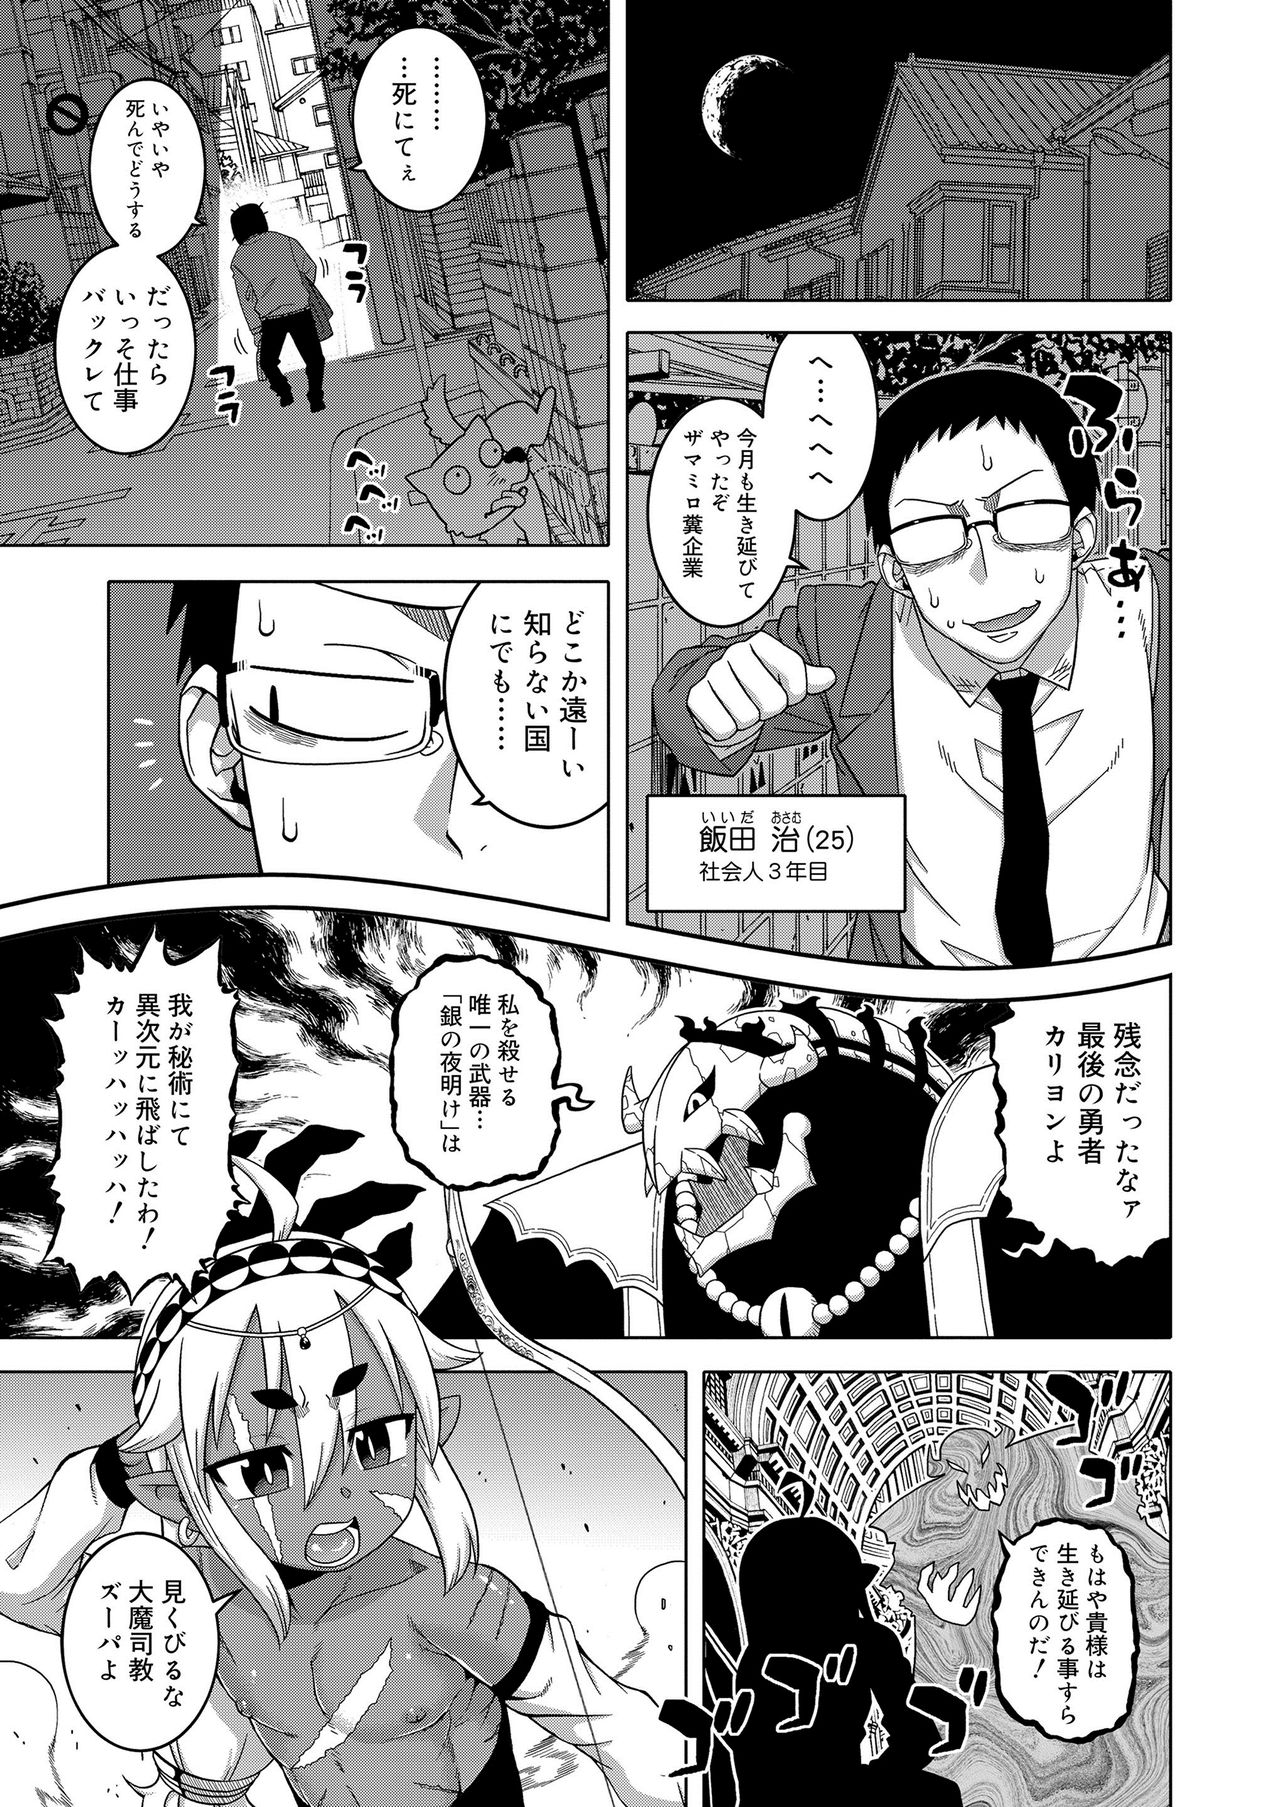 ふらぁ…
へ…へへへ
今月も生き延びて
やったぞ
ザマミロ糞企業
いいだ おさむ
飯田 治(25)
社会人3年目
………
…死にてぇ
いやいや
死んでどうする
だったら
いっそ仕事
バックレて
フラ
フラ
どこか遠ーい
知らない国
にでも……
残念だったなァ
最後の勇者
カリヨンよ
私を殺せる
唯一の武器…
「銀の夜明け」は
我が秘術にて
異次元に飛ばしたわ!
カーッハッハッハッハ!
ゴゴ
もはや貴様は
生き延びる事すら
できんのだ!
ゴゴゴ
見くびるな
大魔司教
ズーパよ